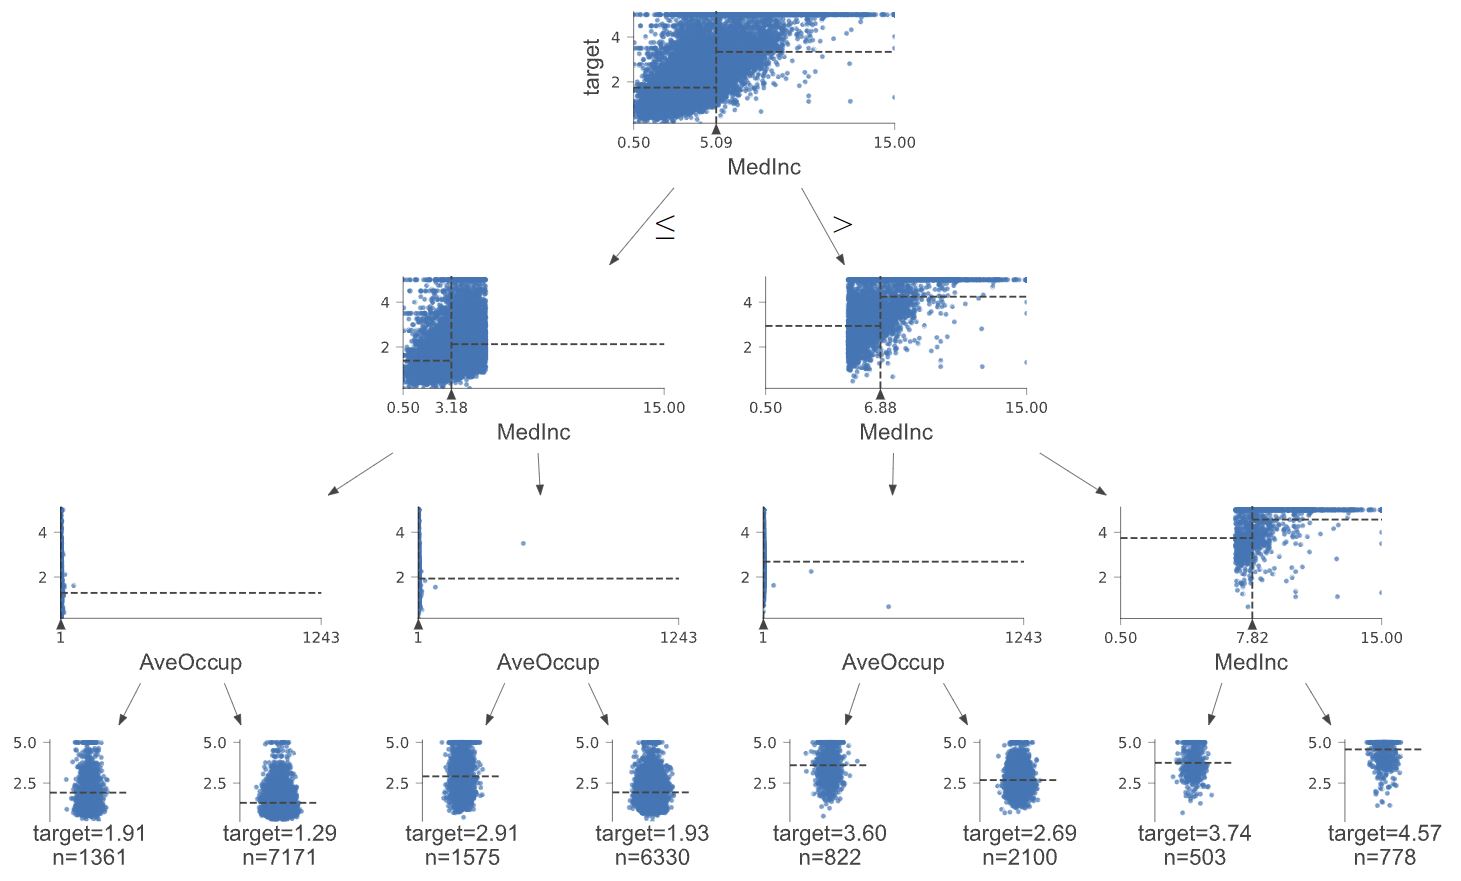 target
4
2
0.50 5.09 15.00
MedInc
≤ >
4
2
0.50 3.18 15.00
MedInc
4
2
0.50 6.88 15.00
MedInc
4
2
1 1243
AveOccup
4
2
1 1243
AveOccup
4
2
1 1243
AveOccup
4
2
0.50 7.82 15.00
MedInc
5.0
2.5
target=1.91
n=1361
5.0
2.5
target=1.29
n=7171
5.0
2.5
target=2.91
n=1575
5.0
2.5
target=1.93
n=6330
5.0
2.5
target=3.60
n=822
5.0
2.5
target=2.69
n=2100
5.0
2.5
target=3.74
n=503
5.0
2.5
target=4.57
n=778